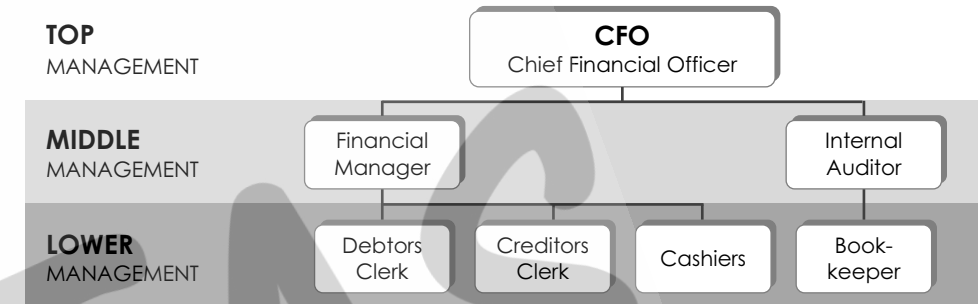 TOP
MANAGEMENT
CFO
Chief Financial Officer
MIDDLE
MANAGEMENT
Financial
Manager
Internal
Auditor
LOWER
MANAGEMENT
Debtors
Clerk
Creditors
Clerk
Cashiers
Book-
keeper